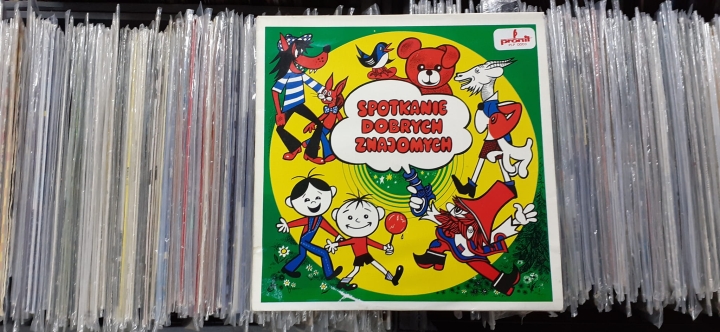 pronit
SPOTKANIE
DOBRYCH
ZNAJOMYCH